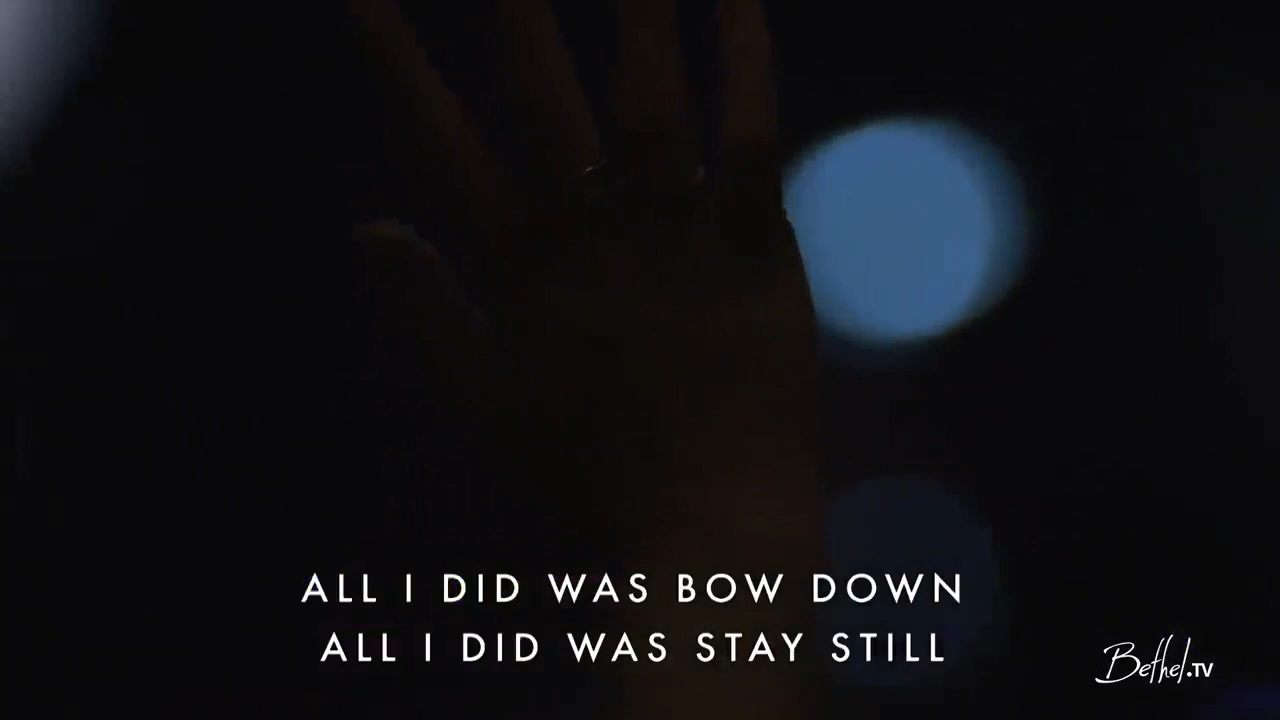 ALL I DID WAS BOW DOWN
ALL I DID WAS STAY STILL
Bethel.TV